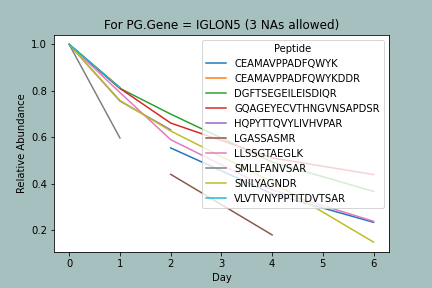 For PG.Gene = IGLON5 (3 NAs allowed)
Relative Abundance
1.0
0.8
0.6
0.4
0.2
Peptide
CEAMAVPPADFQWYK
CEAMAVPPADFQWYKDDR
DGFTSEGEILEISDIQR
GQAGEYECVTHNGVNSAPDSR
HQPYTTQVYLIVHVPAR
LGASSASMR
LLSSGTAEGLK
SMLLFANVSAR
SNILYAGNDR
VLVTVNYPPTITDVTSAR
0 1 2 3 4 5 6
Day